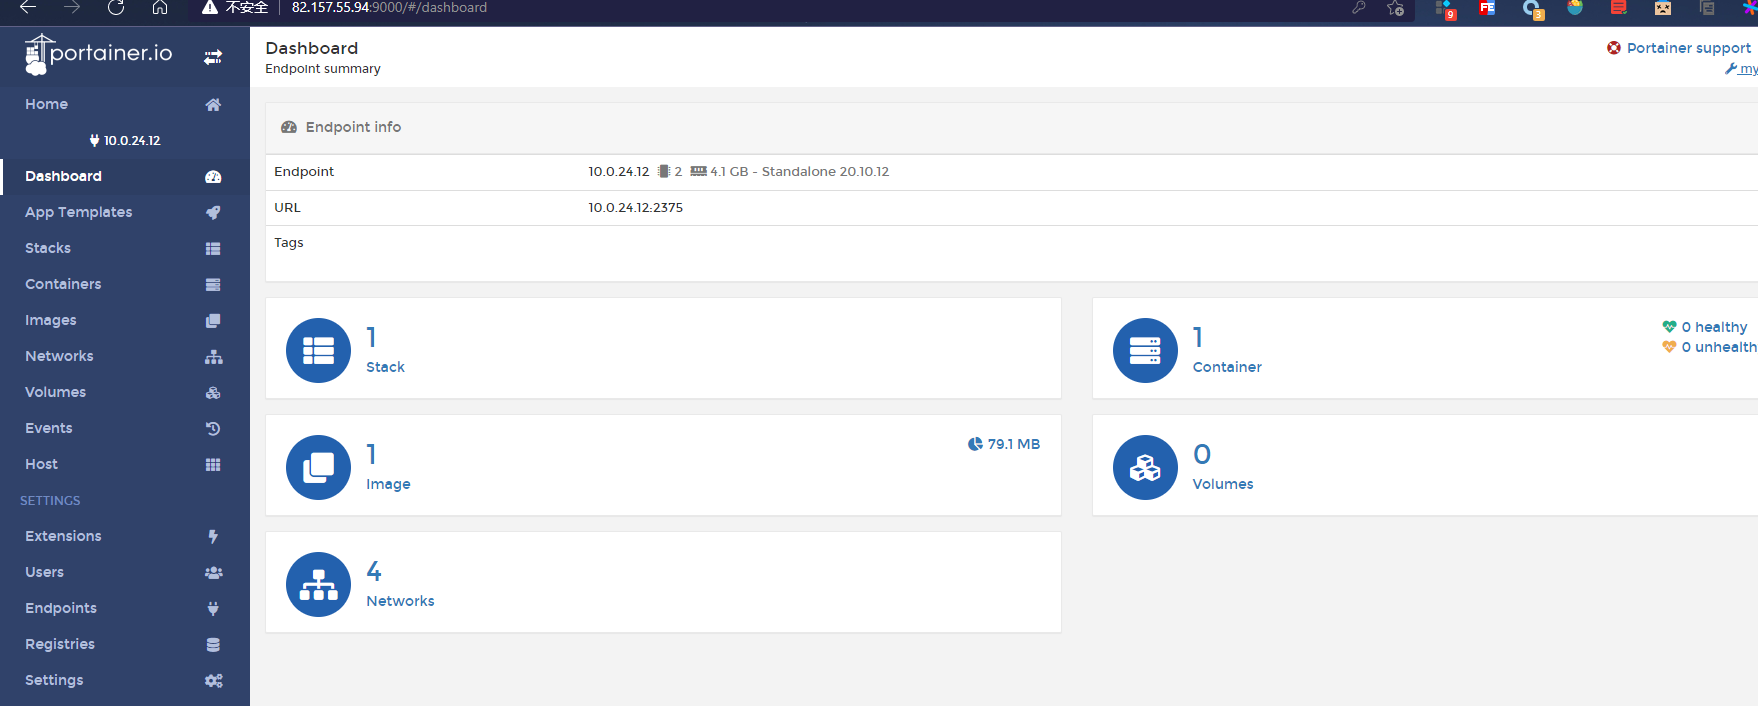 不安全 82.157.55.94:9000/#/dashboard
9
FE
3
portainer.io
Home
10.0.24.12
Dashboard
App Templates
Stacks
Containers
Images
Networks
Volumes
Events
Host
SETTINGS
Extensions
Users
Endpoints
Registries
Settings
Dashboard
Endpoint summary
Portainer support
my
Endpoint info
Endpoint 10.0.24.12 2 4.1 GB - Standalone 20.10.12
URL 10.0.24.12:2375
Tags
1
Stack
1
Container
0 healthy
0 unhealth
1
Image
79.1 MB
0
Volumes
4
Networks